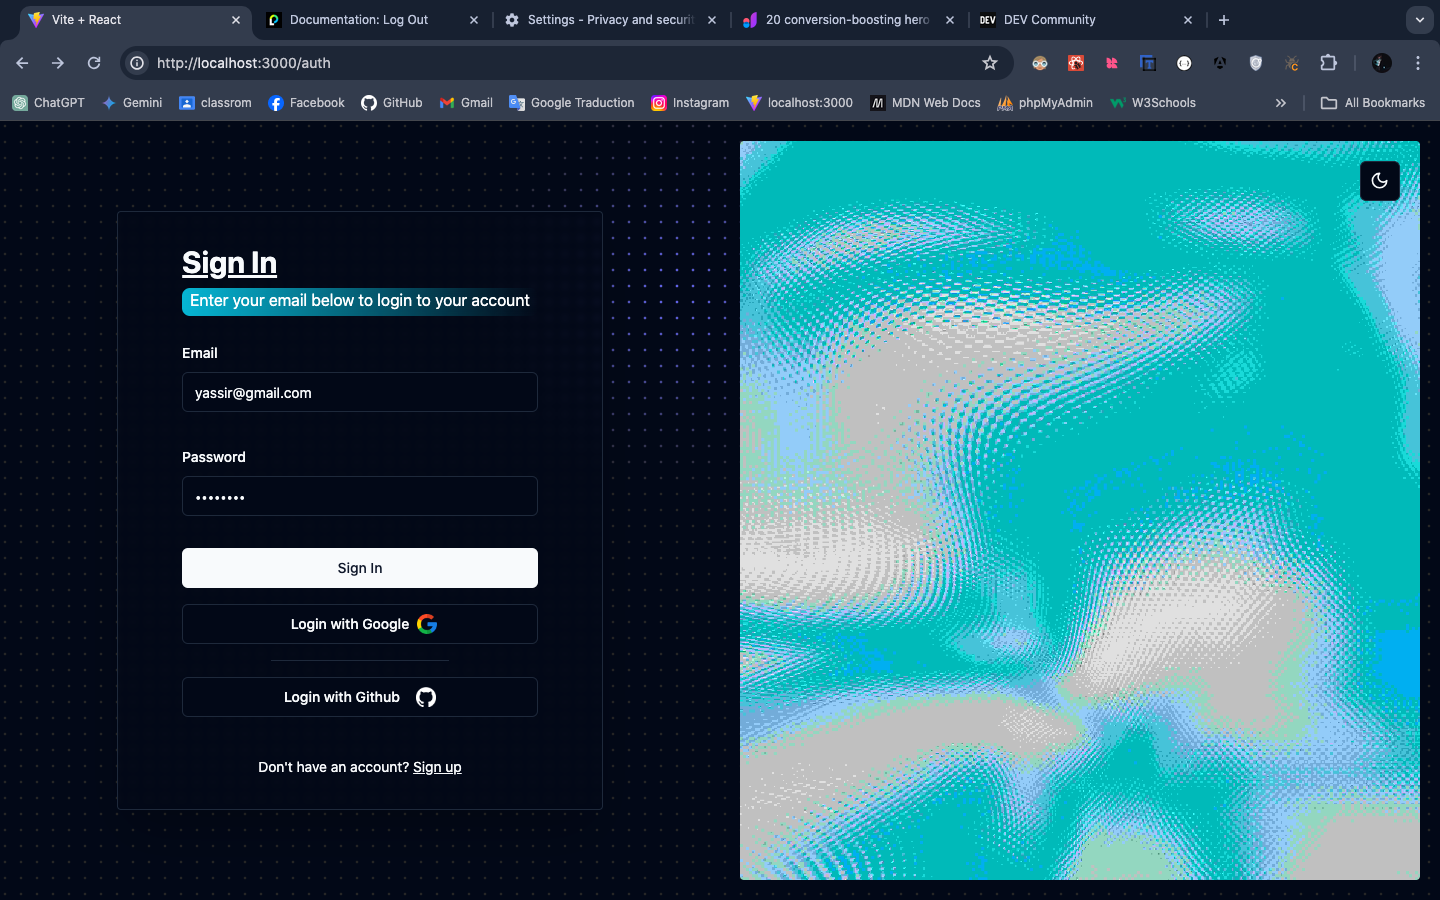 Vite + React
Documentation: Log Out
Settings - Privacy and securit
20 conversion-boosting hero
DEV
DEV Community
http://localhost:3000/auth
ChatGPT
Gemini
classrom
Facebook
GitHub
Gmail
Google Traduction
Instagram
localhost:3000
MDN Web Docs
phpMyAdmin
W3Schools
All Bookmarks
Sign In
Enter your email below to login to your account
Email
yassir@gmail.com
Password
Sign In
Login with Google
Login with Github
Don't have an account? Sign up